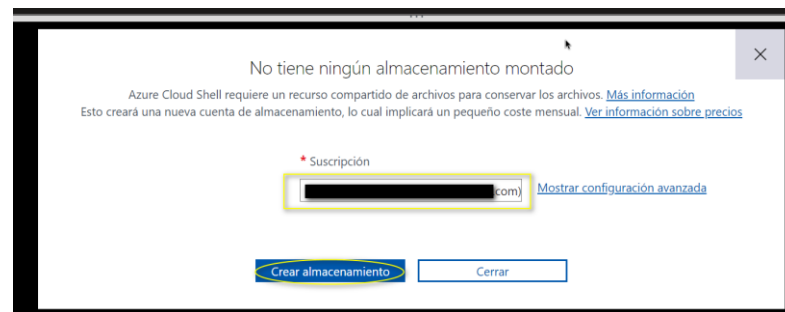 No tiene ningún almacenamiento montado
Azure Cloud Shell requiere un recurso compartido de archivos para conservar los archivos. Más información
Esto creará una nueva cuenta de almacenamiento, lo cual implicará un pequeño coste mensual. Ver información sobre precios
* Suscripción
com) Mostrar configuración avanzada
Crear almacenamiento Cerrar